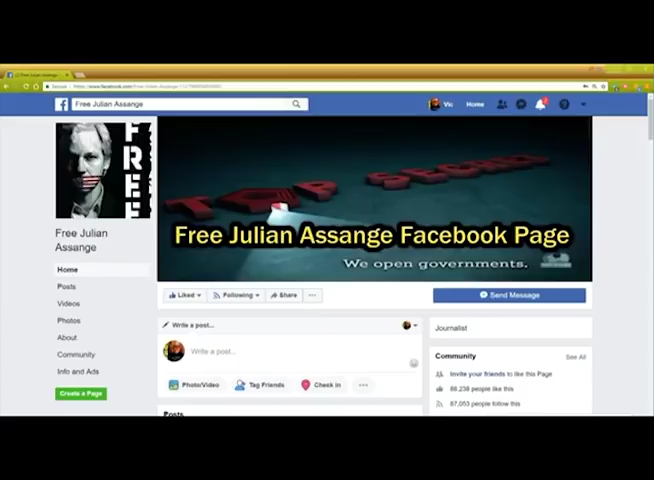 Free Julian Assange
Free Julian Assange
Vic
Home
FREE
TOP SECRET
Free Julian Assange Facebook Page
We open governments.
Free Julian
Assange
Home
Posts
Videos
Photos
About
Community
Info and Ads
Create a Page
Liked
Following
Share
Send Message
Write a post...
Write a post...
Photo/Video
Tag Friends
Check in
Posts
Journalist
Community
See All
Invite your friends to like this Page
88,238 people like this
87,053 people follow this